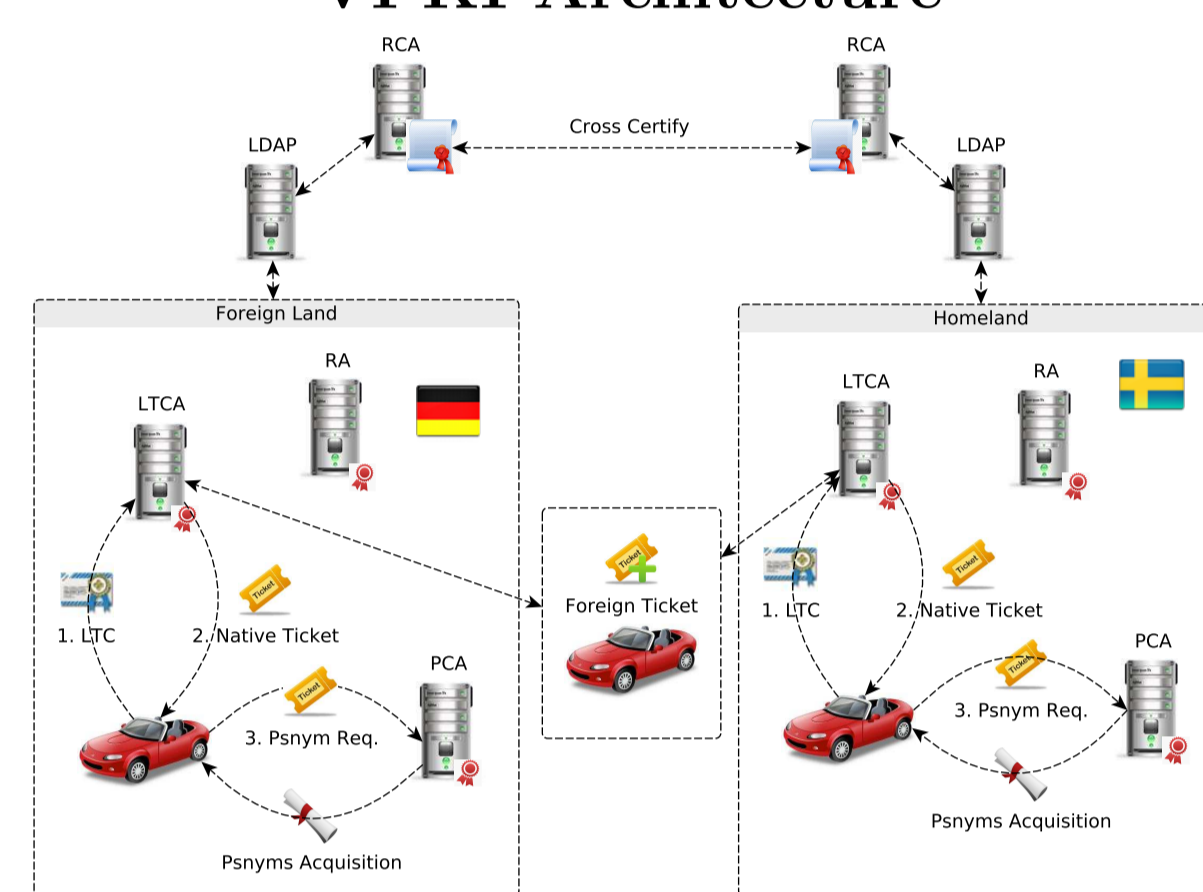 VPKI Architecture
RCA
RCA
Cross Certify
LDAP
LDAP
Foreign Land
Homeland
RA
RA
LTCA
LTCA
Ticket
Foreign Ticket
Ticket
Ticket
1. LTC
2. Native Ticket
1. LTC
2. Native Ticket
PCA
PCA
Ticket
Ticket
3. Psnym Req.
3. Psnym Req.
Psnyms Acquisition
Psnyms Acquisition